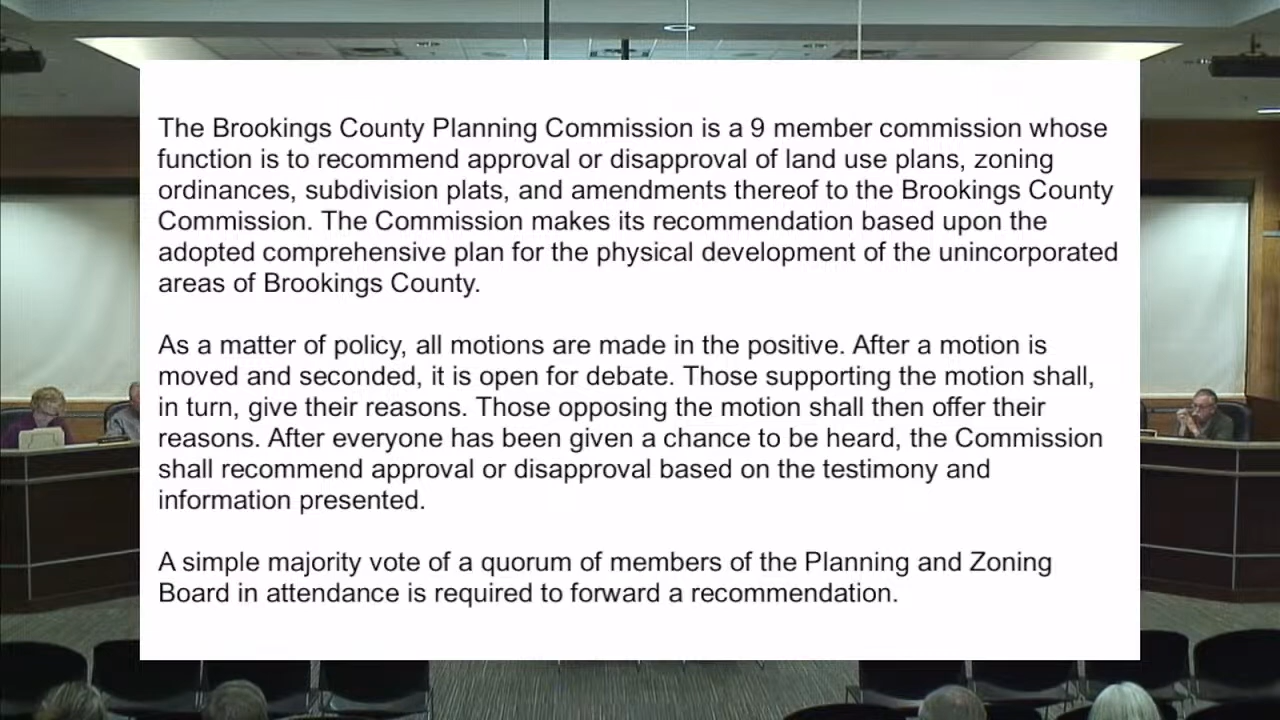 The Brookings County Planning Commission is a 9 member commission whose
function is to recommend approval or disapproval of land use plans, zoning
ordinances, subdivision plats, and amendments thereof to the Brookings County
Commission. The Commission makes its recommendation based upon the
adopted comprehensive plan for the physical development of the unincorporated
areas of Brookings County.
As a matter of policy, all motions are made in the positive. After a motion is
moved and seconded, it is open for debate. Those supporting the motion shall,
in turn, give their reasons. Those opposing the motion shall then offer their
reasons. After everyone has been given a chance to be heard, the Commission
shall recommend approval or disapproval based on the testimony and
information presented.
A simple majority vote of a quorum of members of the Planning and Zoning
Board in attendance is required to forward a recommendation.